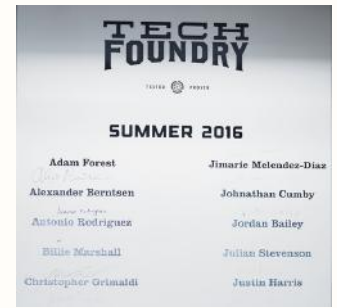 TECH
FOUNDRY
SUMMER 2016
Adam Forest
Jimarie Melendez-Diaz
Alexander Berntsen
Johnathan Cumby
Antonio Rodriguez
Jordan Bailey
Billie Marshall
Julian Stevenson
Christopher Grimaldi
Justin Harris